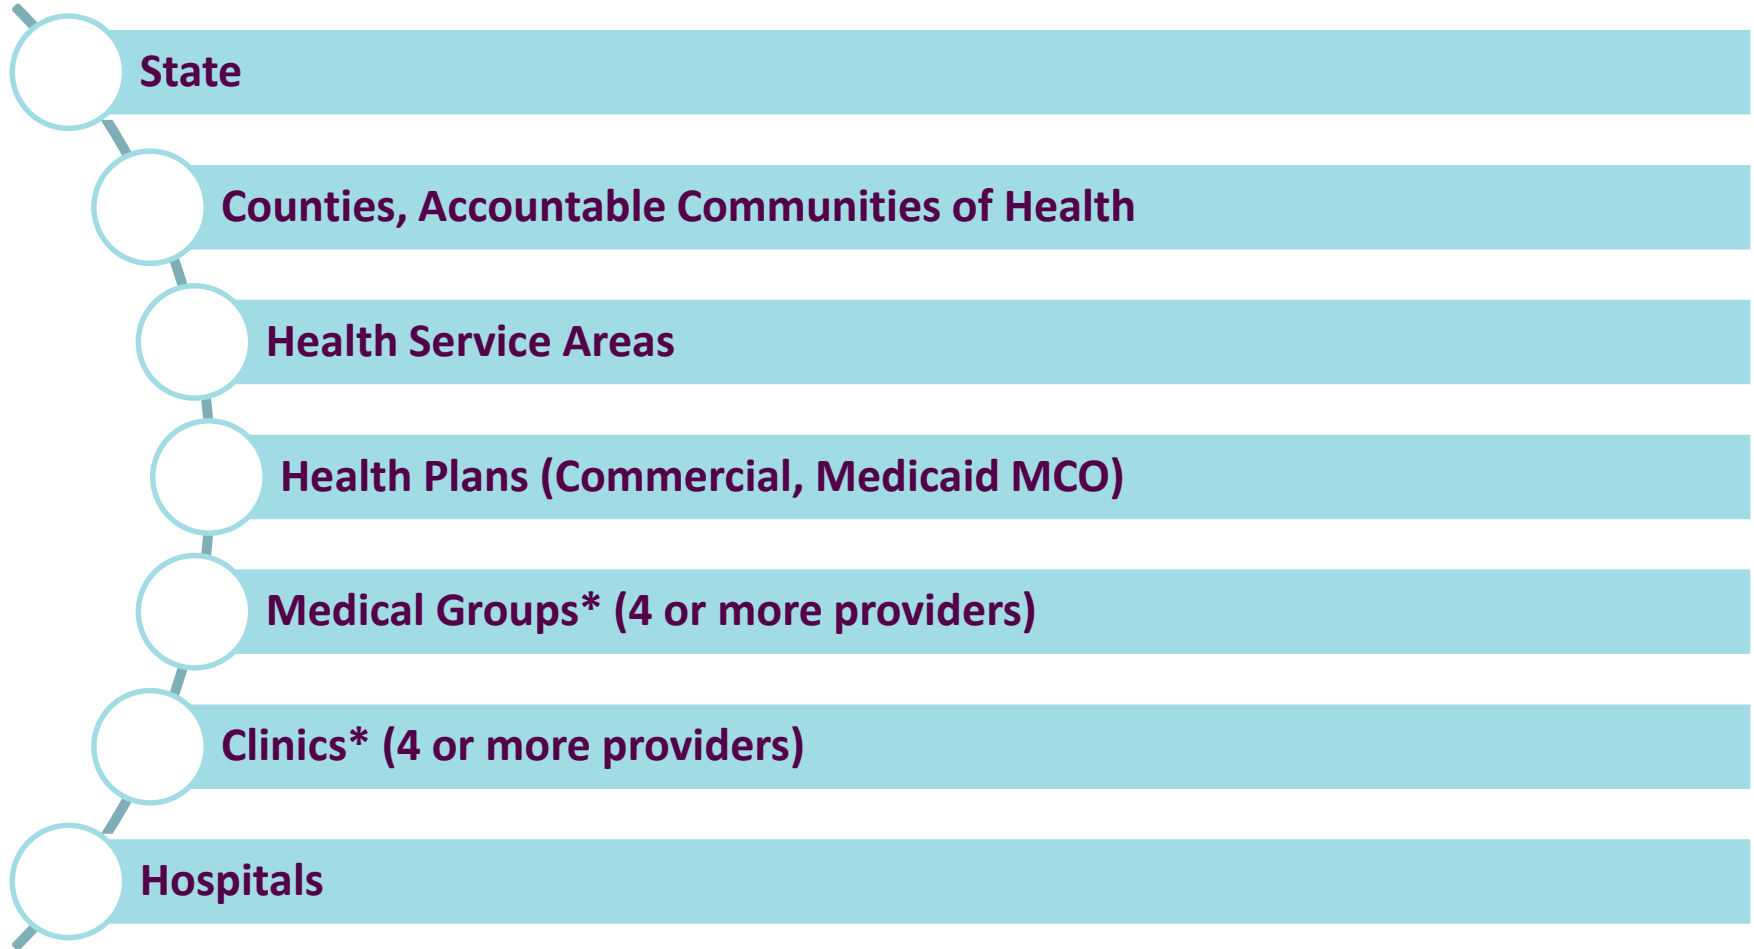 State
Counties, Accountable Communities of Health
Health Service Areas
Health Plans (Commercial, Medicaid MCO)
Medical Groups* (4 or more providers)
Clinics* (4 or more providers)
Hospitals